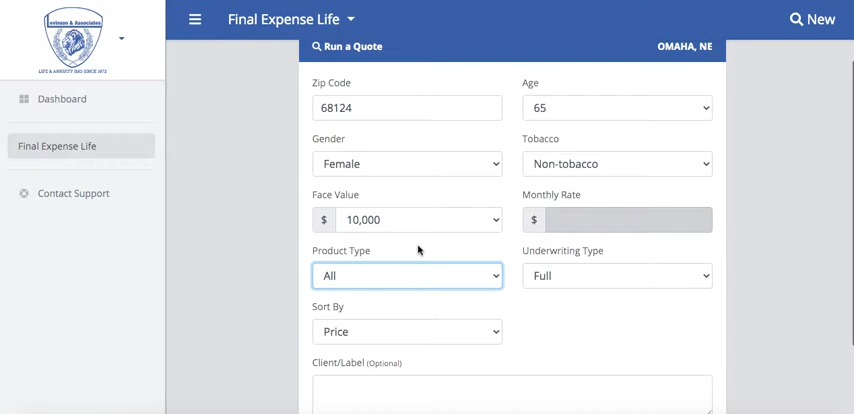 Levinson & Associates
LIFE & ANNUITY IMO SINCE 1972
Dashboard
Final Expense Life
Contact Support
Final Expense Life
New
Run a Quote
OMAHA, NE
Zip Code
Age
68124
65
Gender
Tobacco
Female
Non-tobacco
Face Value
Monthly Rate
$ 10,000
$
Product Type
Underwriting Type
All
Full
Sort By
Price
Client/Label (Optional)